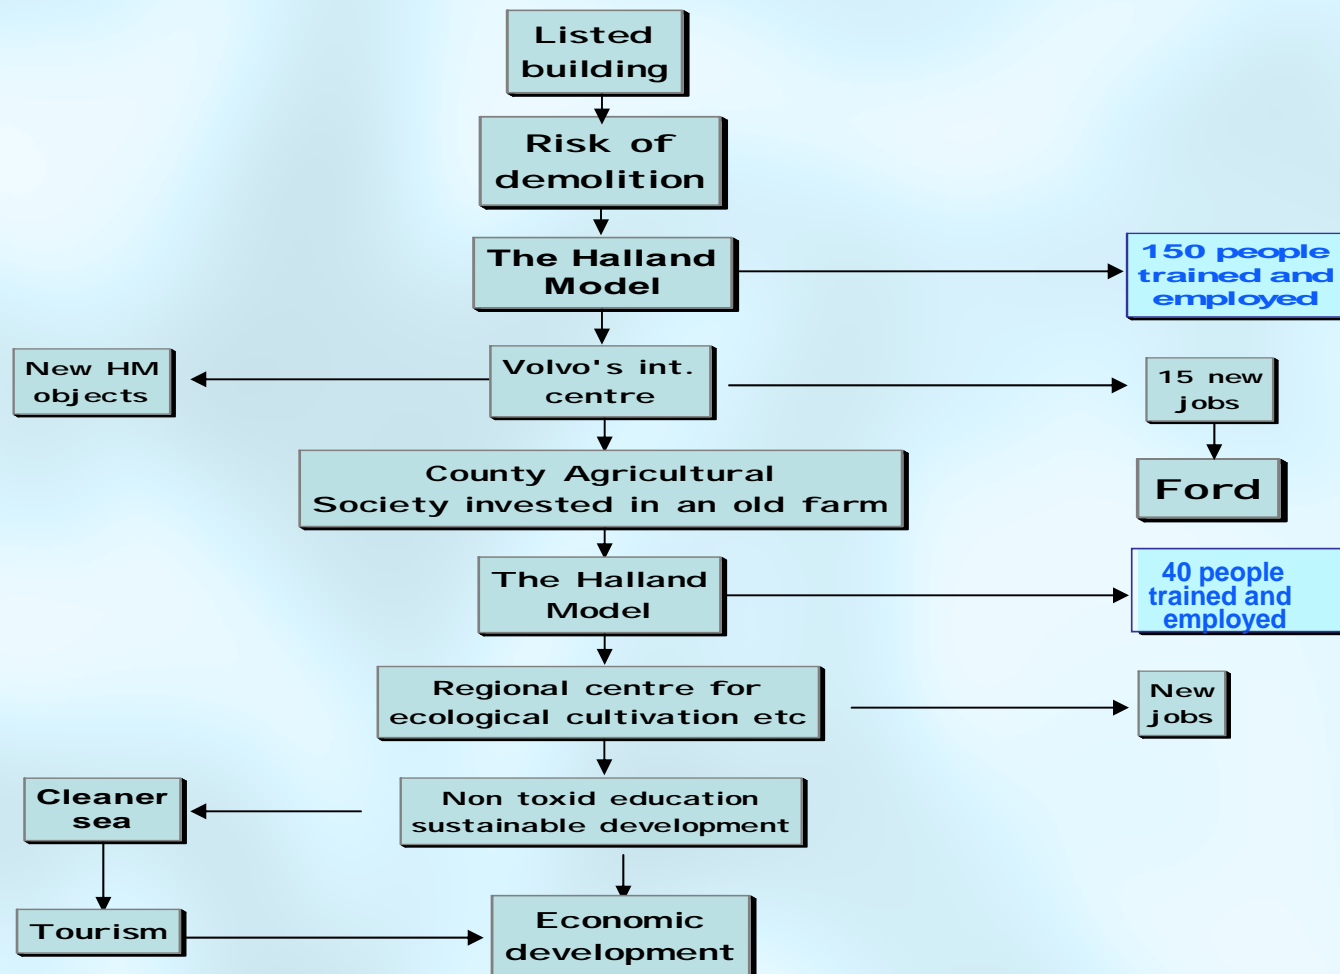 Listed
building
Risk of
demolition
The Halland
Model
150 people
trained and
employed
New HM
objects
Volvo's int.
centre
15 new
jobs
County Agricultural
Society invested in an old farm
Ford
The Halland
Model
40 people
trained and
employed
Regional centre for
ecological cultivation etc
New
jobs
Cleaner
sea
Non toxid education
sustainable development
Tourism
Economic
development